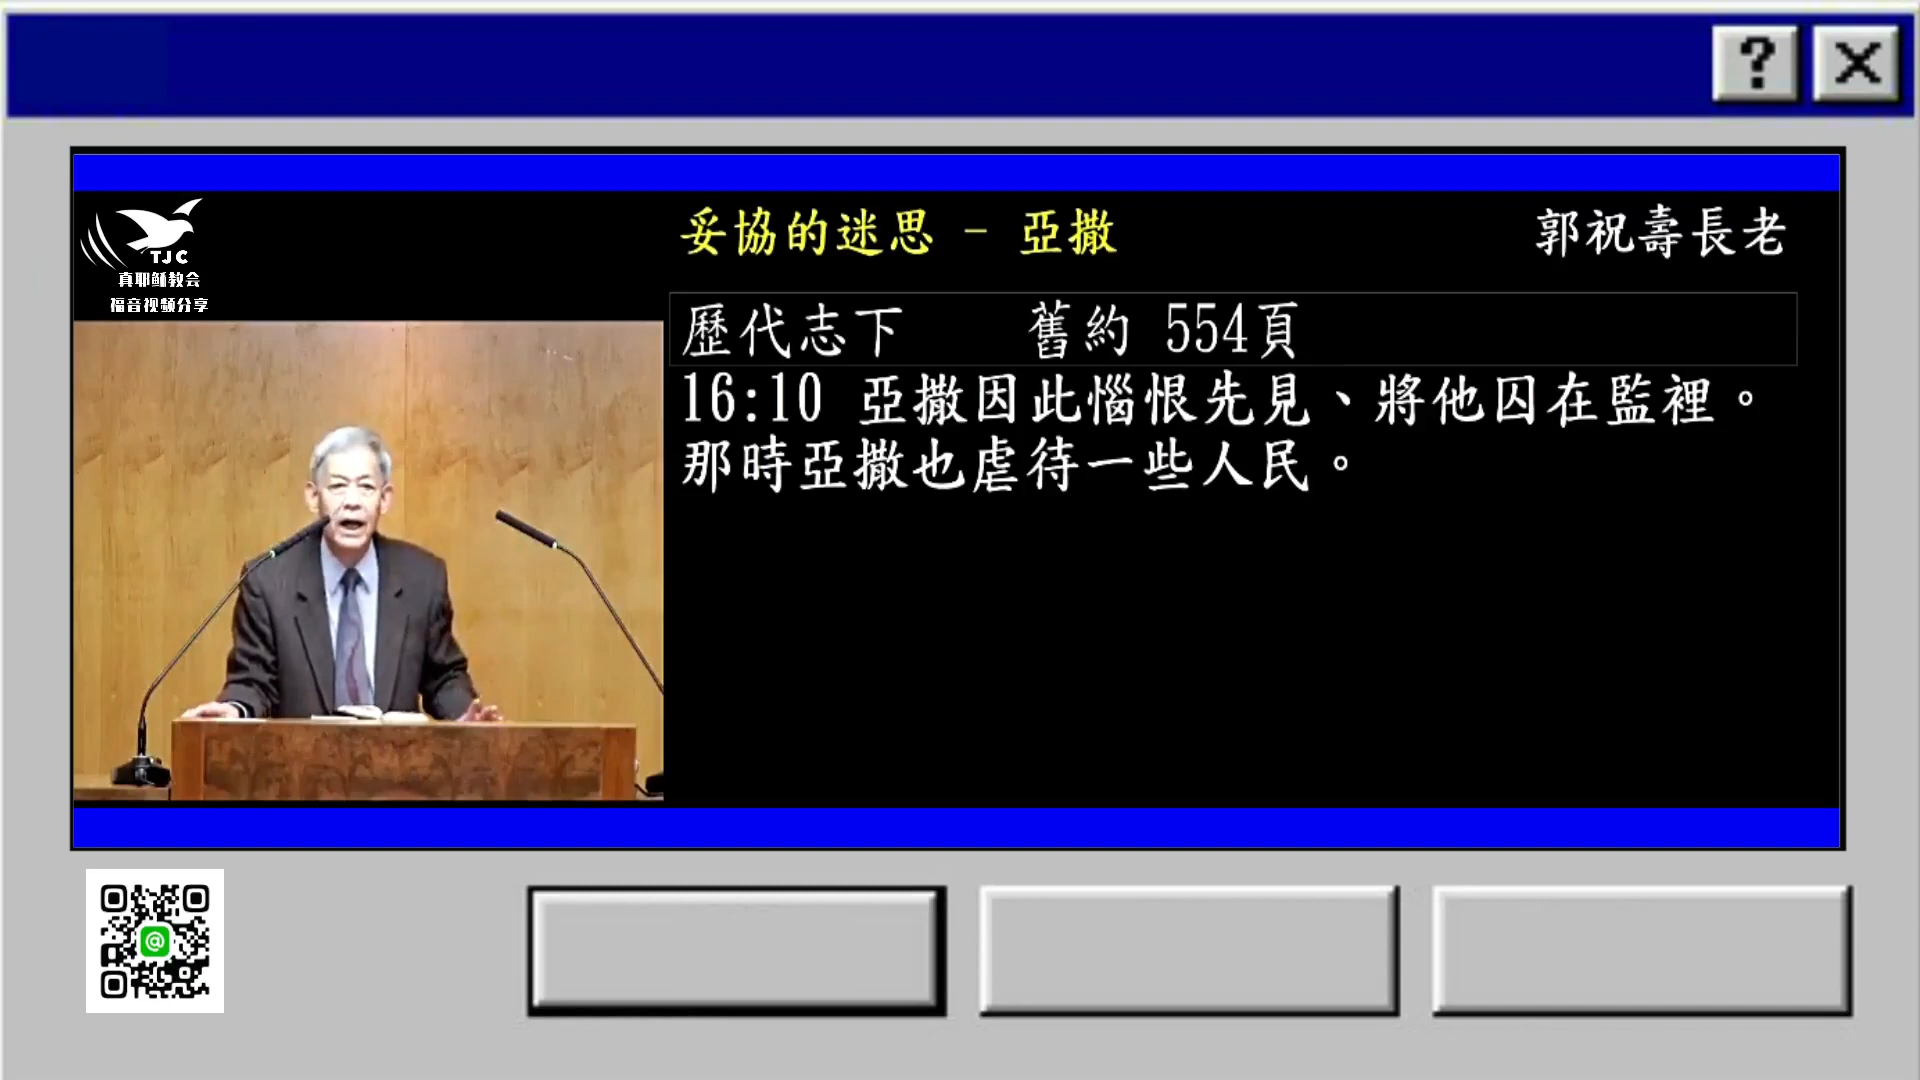 ?
X
TJC
真耶稣教会
福音视频分享
妥協的迷思 - 亞撒
郭祝壽長老
歷代志下 舊約 554頁
16:10 亞撒因此惱恨先見、將他囚在監裡。
那時亞撒也虐待一些人民。
@